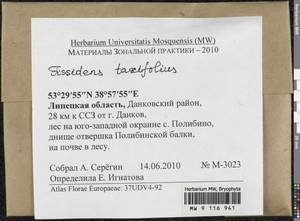 Herbarium Universitatis Mosquensis (MW)
Материалы Зональной практики – 2010
Fissidens taxifolius
53°29'55"N 38°57'55"E
Липецкая область, Данковский район,
28 км к ССЗ от г. Данков,
лес на юго-западной окраине с. Полибино,
днище отвершка Полибинской балки,
на почве в лесу.
Собрал А. Серёгин 14.06.2010 № M-3023
Определила Е. Игнатова
Atlas Florae Europaeae: 37UDV4-92
Herbarium MW, Bryophyta
MW 9 116 941